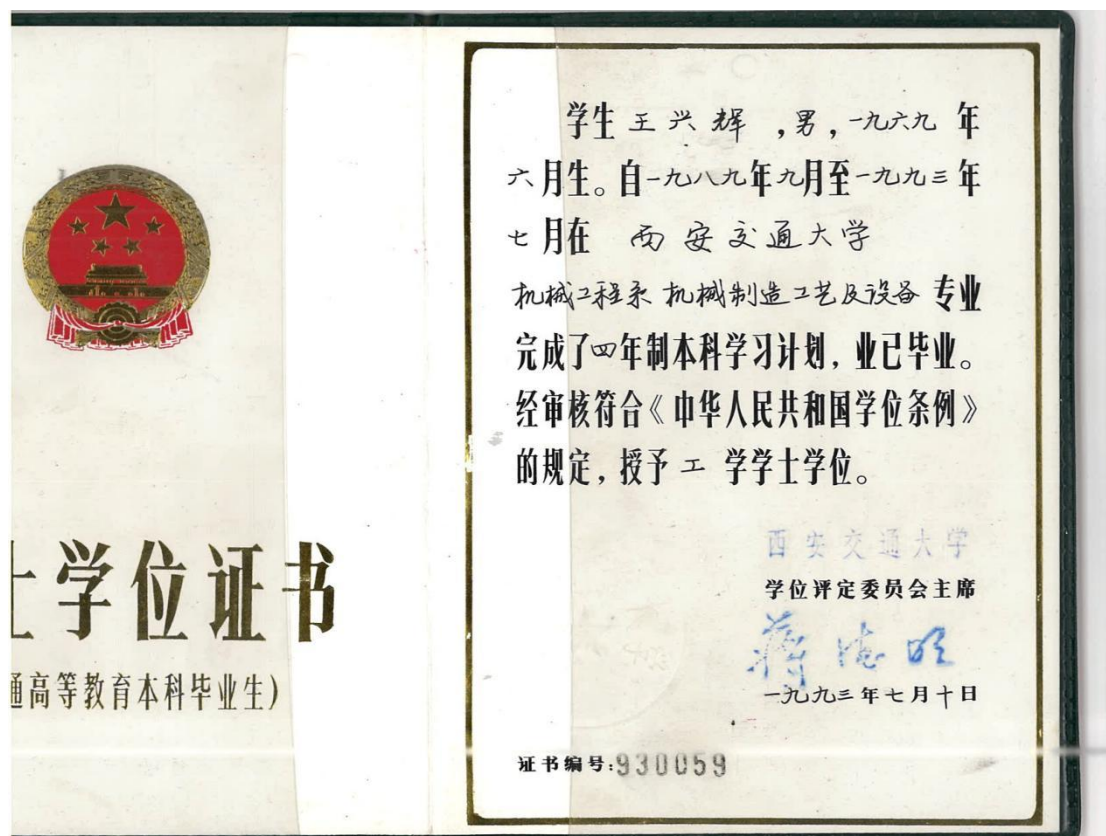 士学位证书
通高等教育本科毕业生)
学生 王兴辉 ,男,一九六九 年
六月生。自一九八九年九月至一九九三年
七月在 西安交通大学
机械工程系 机械制造工艺及设备 专业
完成了四年制本科学习计划,业已毕业。
经审核符合《中华人民共和国学位条例》
的规定,授予 工 学学士学位。
西安交通大学
学位评定委员会主席
蒋德明
一九九三年七月十日
证书编号:930059